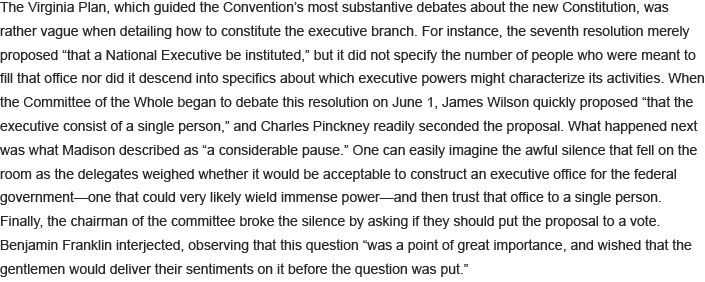 The Virginia Plan, which guided the Convention’s most substantive debates about the new Constitution, was
rather vague when detailing how to constitute the executive branch. For instance, the seventh resolution merely
proposed “that a National Executive be instituted,” but it did not specify the number of people who were meant to
fill that office nor did it descend into specifics about which executive powers might characterize its activities. When
the Committee of the Whole began to debate this resolution on June 1, James Wilson quickly proposed “that the
executive consist of a single person,” and Charles Pinckney readily seconded the proposal. What happened next
was what Madison described as “a considerable pause.” One can easily imagine the awful silence that fell on the
room as the delegates weighed whether it would be acceptable to construct an executive office for the federal
government—one that could very likely wield immense power—and then trust that office to a single person.
Finally, the chairman of the committee broke the silence by asking if they should put the proposal to a vote.
Benjamin Franklin interjected, observing that this question “was a point of great importance, and wished that the
gentlemen would deliver their sentiments on it before the question was put.”